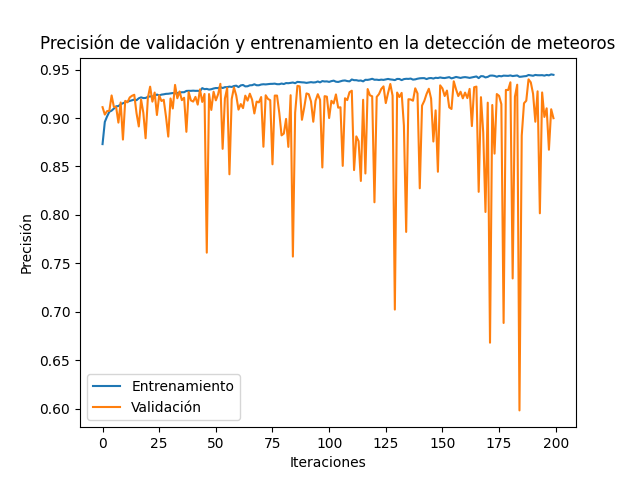 Precisión de validación y entrenamiento en la detección de meteoros
0.95
0.90
0.85
0.80
0.75
0.70
0.65
0.60
Precisión
Entrenamiento
Validación
0 25 50 75 100 125 150 175 200
Iteraciones